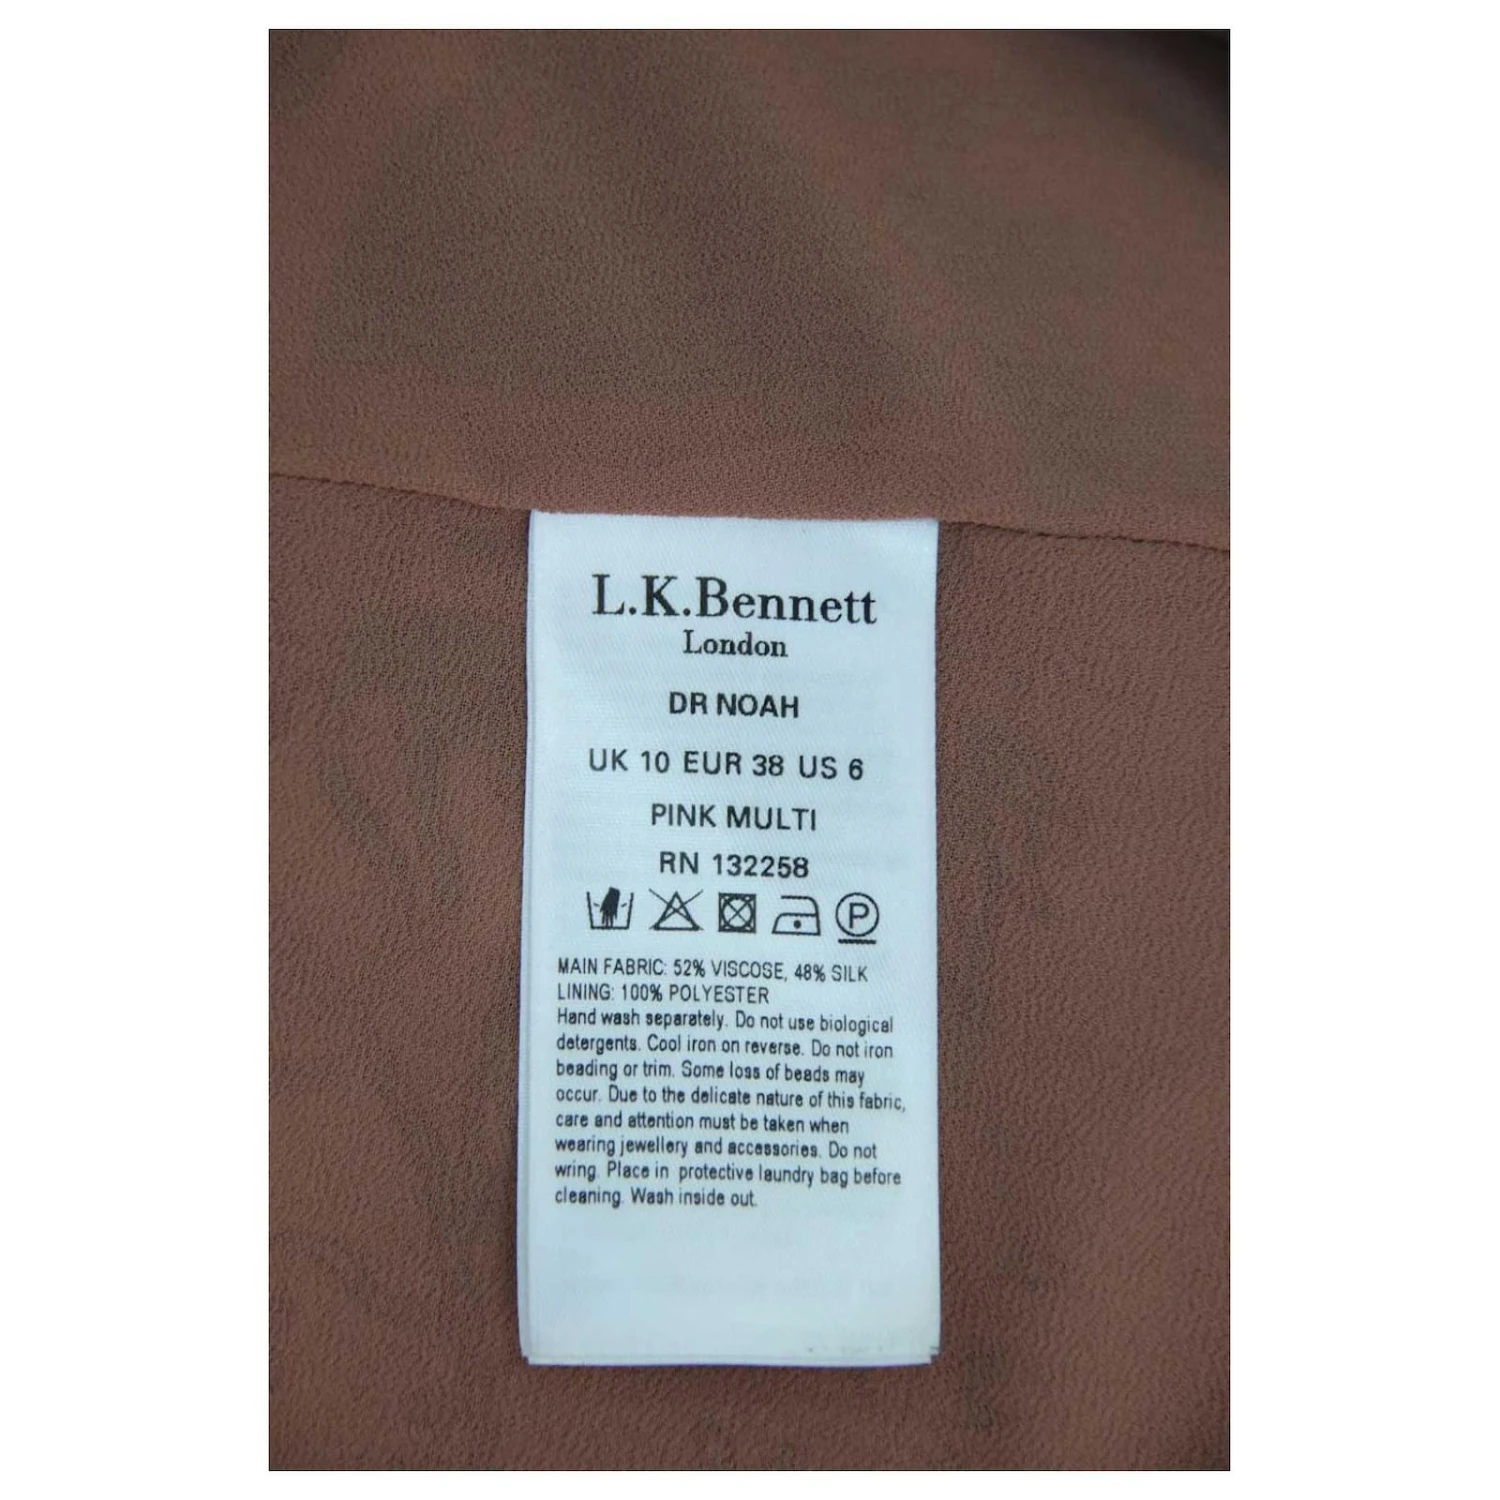 L.K.Bennett
London
DR NOAH
UK 10 EUR 38 US 6
PINK MULTI
RN 132258
P
MAIN FABRIC: 52% VISCOSE, 48% SILK
LINING: 100% POLYESTER
Hand wash separately. Do not use biological
detergents. Cool iron on reverse. Do not iron
beading or trim. Some loss of beads may
occur. Due to the delicate nature of this fabric,
care and attention must be taken when
wearing jewellery and accessories. Do not
wring. Place in protective laundry bag before
cleaning. Wash inside out.